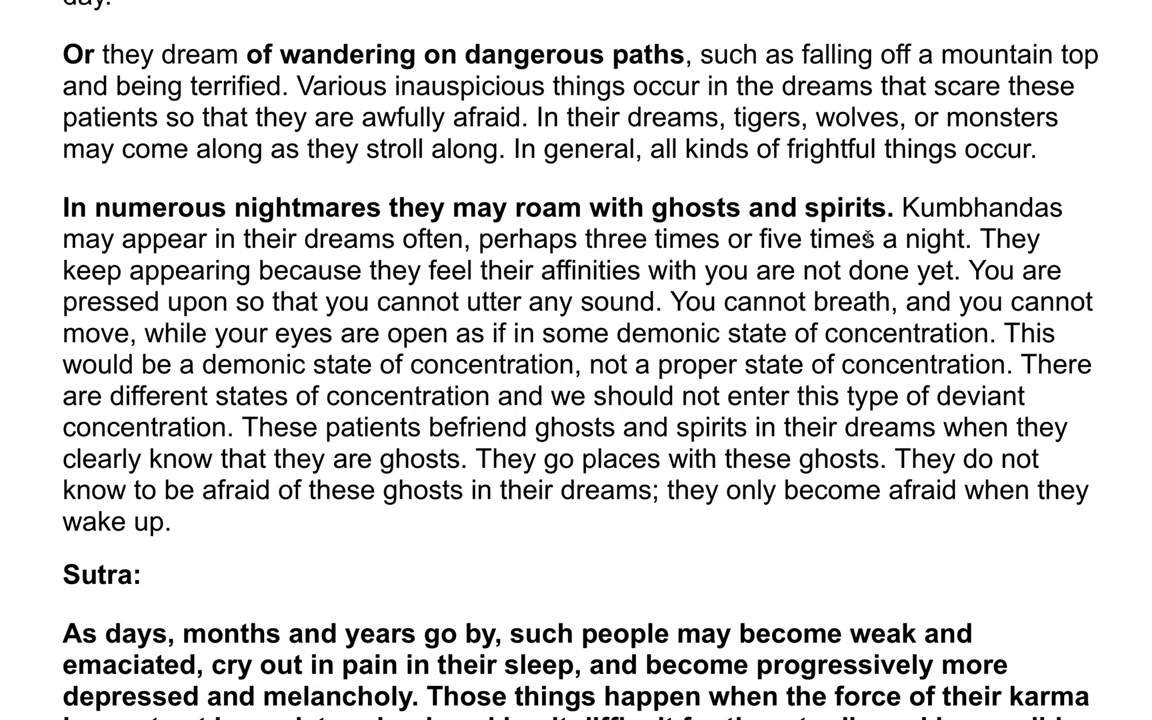 day.
Or they dream of wandering on dangerous paths, such as falling off a mountain top
and being terrified. Various inauspicious things occur in the dreams that scare these
patients so that they are awfully afraid. In their dreams, tigers, wolves, or monsters
may come along as they stroll along. In general, all kinds of frightful things occur.
In numerous nightmares they may roam with ghosts and spirits. Kumbhandas
may appear in their dreams often, perhaps three times or five times a night. They
keep appearing because they feel their affinities with you are not done yet. You are
pressed upon so that you cannot utter any sound. You cannot breath, and you cannot
move, while your eyes are open as if in some demonic state of concentration. This
would be a demonic state of concentration, not a proper state of concentration. There
are different states of concentration and we should not enter this type of deviant
concentration. These patients befriend ghosts and spirits in their dreams when they
clearly know that they are ghosts. They go places with these ghosts. They do not
know to be afraid of these ghosts in their dreams; they only become afraid when they
wake up.
Sutra:
As days, months and years go by, such people may become weak and
emaciated, cry out in pain in their sleep, and become progressively more
depressed and melancholy. Those things happen when the force of their karma